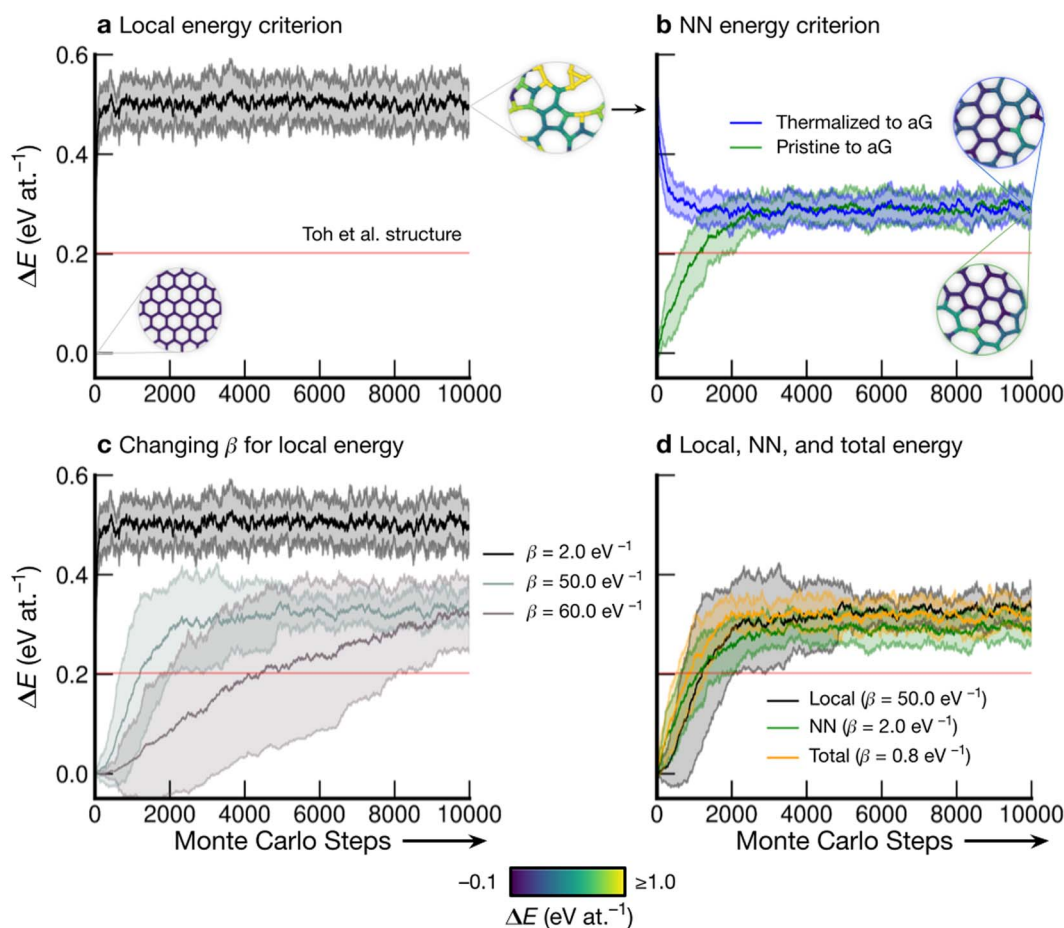 a Local energy criterion
0.6
0.4
0.2
0.0
ΔE (eV at.⁻¹)
Toh et al. structure
0 2000 4000 6000 8000 10000
b NN energy criterion
Thermalized to aG
Pristine to aG
0 2000 4000 6000 8000 10000
c Changing β for local energy
0.6
0.4
0.2
0.0
ΔE (eV at.⁻¹)
β = 2.0 eV⁻¹
β = 50.0 eV⁻¹
β = 60.0 eV⁻¹
0 2000 4000 6000 8000 10000
Monte Carlo Steps
d Local, NN, and total energy
Local (β = 50.0 eV⁻¹)
NN (β = 2.0 eV⁻¹)
Total (β = 0.8 eV⁻¹)
0 2000 4000 6000 8000 10000
Monte Carlo Steps
−0.1 ≥1.0
ΔE (eV at.⁻¹)